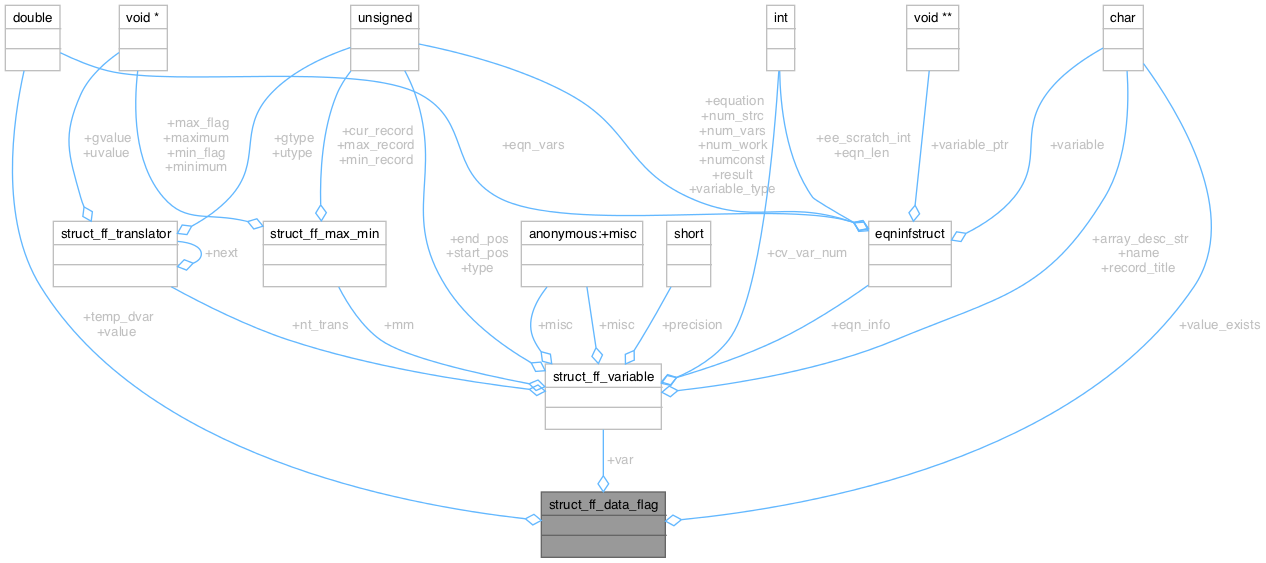 double
void *
unsigned
int
void **
char
+max_flag
+maximum
+min_flag
+minimum
+gvalue
+uvalue
+gtype
+utype
+cur_record
+max_record
+min_record
+eqn_vars
+equation
+num_strc
+num_vars
+num_work
+numconst
+result
+variable_type
+ee_scratch_int
+eqn_len
+variable_ptr
+variable
struct_ff_translator
struct_ff_max_min
anonymous:+misc
short
eqninfstruct
+next
+end_pos
+start_pos
+type
+cv_var_num
+array_desc_str
+name
+record_title
+temp_dvar
+value
+nt_trans
+mm
+misc
+misc
+precision
+eqn_info
+value_exists
struct_ff_variable
+var
struct_ff_data_flag